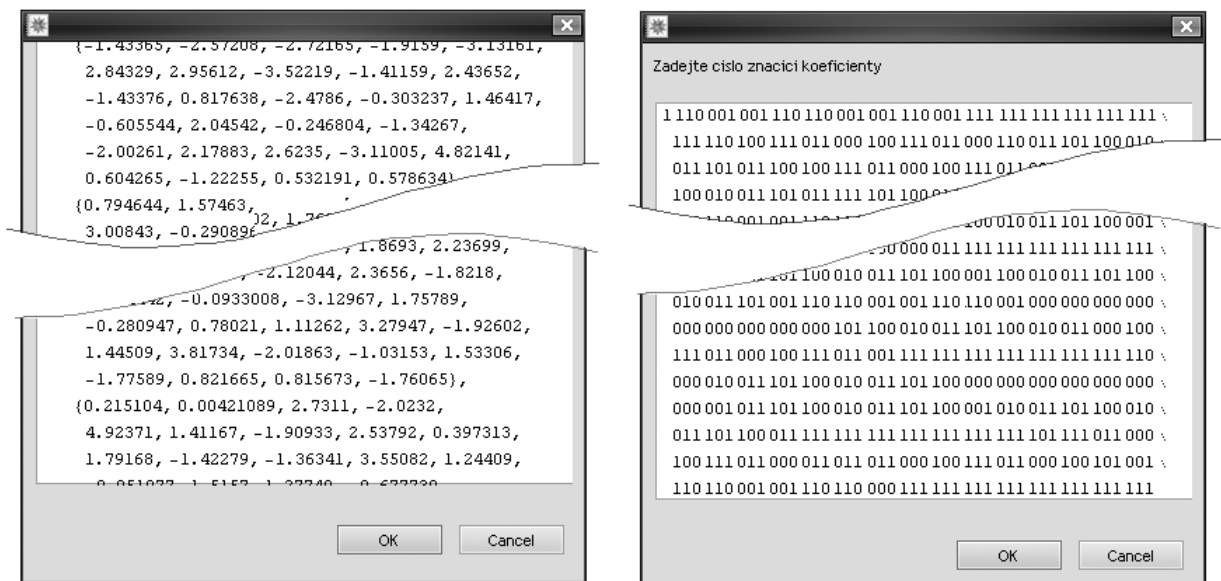 {-1.43365, -2.57208, -2.72165, -1.9159, -3.13161,
2.84329, 2.95612, -3.52219, -1.41159, 2.43652,
-1.43376, 0.817638, -2.4786, -0.303237, 1.46417,
-0.605544, 2.04542, -0.246804, -1.34267,
-2.00261, 2.17883, 2.6235, -3.11005, 4.82141,
0.604265, -1.22255, 0.532191, 0.578634}
{0.794644, 1.57463,
3.00843,
1.8693, 2.23699,
-2.12044, 2.3656, -1.8218,
-0.0933008, -3.12967, 1.75789,
-0.280947, 0.78021, 1.11262, 3.27947, -1.92602,
1.44509, 3.81734, -2.01863, -1.03153, 1.53306,
-1.77589, 0.821665, 0.815673, -1.76065},
{0.215104, 0.00421089, 2.7311, -2.0232,
4.92371, 1.41167, -1.90933, 2.53792, 0.397313,
1.79168, -1.42279, -1.36341, 3.55082, 1.24409,
OK Cancel
Zadejte cislo znacici koeficienty
1 110 001 001 110 110 001 001 110 001 111 111 111 111 111 111 \
111 110 100 111 011 000 100 111 011 000 110 011 101 100 010
011 101 011 100 100 111 011 000 100 111
100 010 011 101 011 111 101 100
010 011 101 100 001 \
000 011 111 111 111 111 111 \
100 010 011 101 100 100 010 011 101 100 \
010 011 101 001 110 110 001 001 110 110 001 000 000 000 000 \
000 000 000 000 000 101 100 010 011 101 100 010 011 000 100 \
111 011 000 100 111 011 001 111 111 111 111 111 111 111 110 \
000 010 011 101 100 010 011 101 100 000 000 000 000 000 000 \
000 001 011 101 100 010 011 101 100 001 010 011 101 100 010 \
011 101 100 011 111 111 111 111 111 111 111 101 111 011 000 \
100 111 011 000 011 011 011 000 100 111 011 000 100 101 001 \
110 110 001 001 110 110 000 111 111 111 111 111 111 111 111
OK Cancel